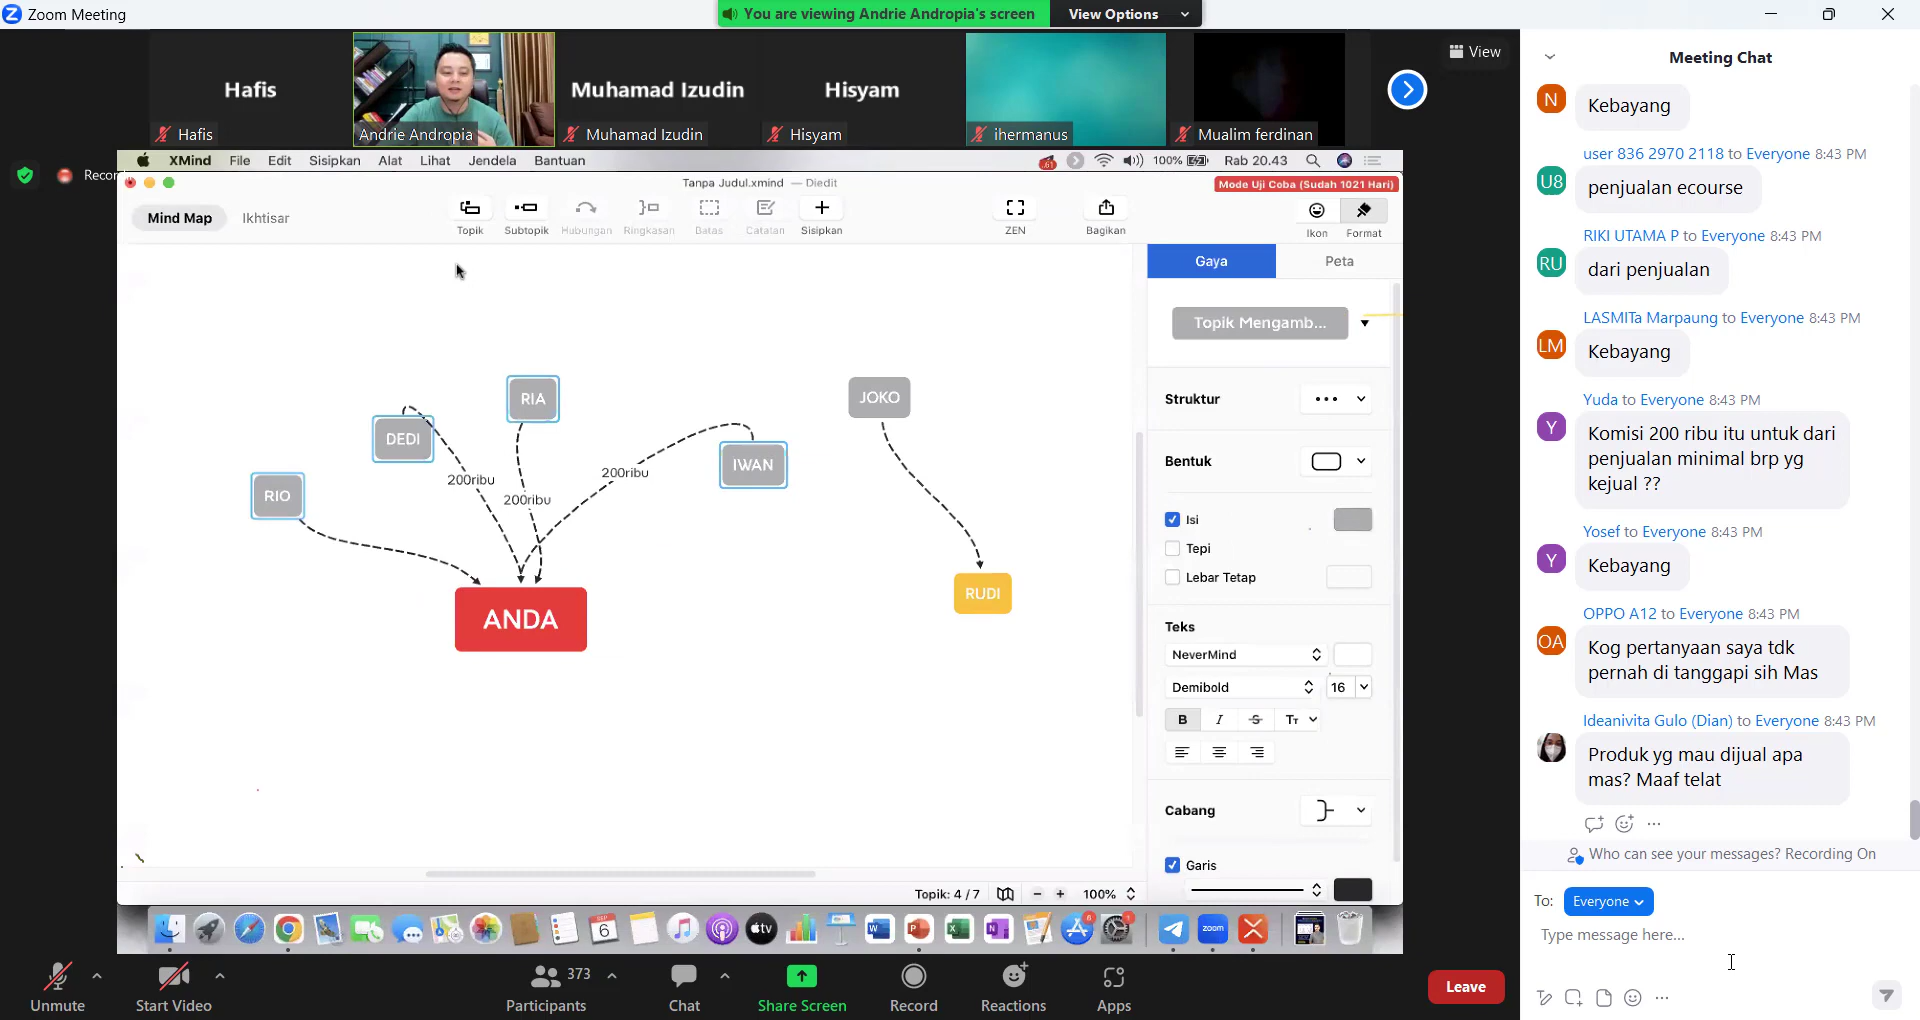 Zoom Meeting
You are viewing Andrie Andropia's screen
View Options
Hafis
Muhamad Izudin
Hisyam
Hafis
Andrie Andropia
Muhamad Izudin
Hisyam
ihermanus
Mualim ferdinan
View
Recor
XMind File Edit Sisipkan Alat Lihat Jendela Bantuan
100% Rab 20.43
Tanpa Judul.xmind — Diedit
Mode Uji Coba (Sudah 1021 Hari)
Mind Map
Ikhtisar
Topik
Subtopik
Hubungan
Ringkasan
Batas
Catatan
Sisipkan
ZEN
Bagikan
Ikon
Format
RIA
JOKO
DEDI
IWAN
200ribu
200ribu
200ribu
RIO
RUDI
ANDA
Gaya
Peta
Topik Mengamb...
Struktur
Bentuk
Isi
Tepi
Lebar Tetap
Teks
NeverMind
Demibold
16
B I S Tт
Cabang
Garis
Topik: 4 / 7
100%
SEP
6
tv
zoom
Unmute
Start Video
373
Participants
Chat
Share Screen
Record
Reactions
Apps
Leave
Meeting Chat
N
Kebayang
user 836 2970 2118 to Everyone 8:43 PM
U8
penjualan ecourse
RIKI UTAMA P to Everyone 8:43 PM
RU
dari penjualan
LASMITa Marpaung to Everyone 8:43 PM
LM
Kebayang
Yuda to Everyone 8:43 PM
Y
Komisi 200 ribu itu untuk dari
penjualan minimal brp yg
kejual ??
Yosef to Everyone 8:43 PM
Y
Kebayang
OPPO A12 to Everyone 8:43 PM
OA
Kog pertanyaan saya tdk
pernah di tanggapi sih Mas
Ideanivita Gulo (Dian) to Everyone 8:43 PM
Produk yg mau dijual apa
mas? Maaf telat
Who can see your messages? Recording On
To: Everyone
Type message here...